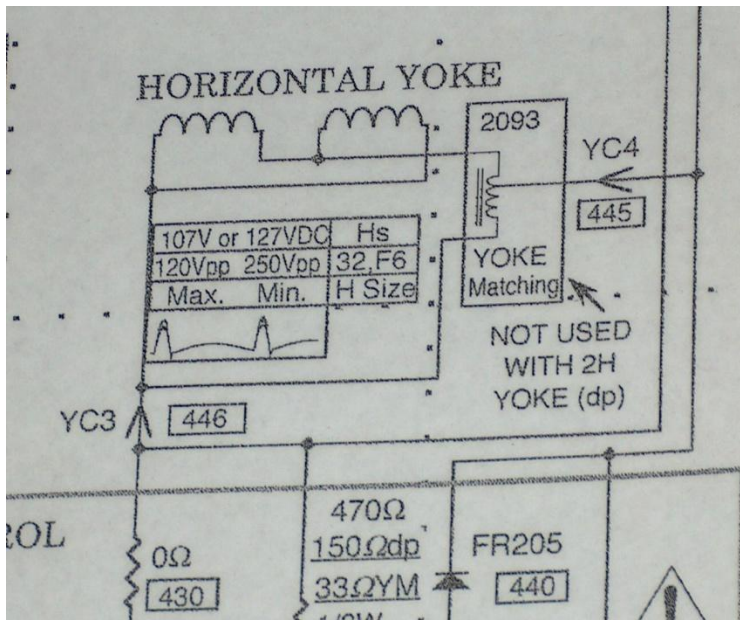 HORIZONTAL YOKE
2093
YC4
445
107V or 127VDC Hs
120Vpp 250Vpp 32,F6
Max. Min. H Size
YOKE
Matching
NOT USED
WITH 2H
YOKE (dp)
YC3
446
ROL
470Ω
0Ω
150Ωdp
FR205
430
33ΩYM
440